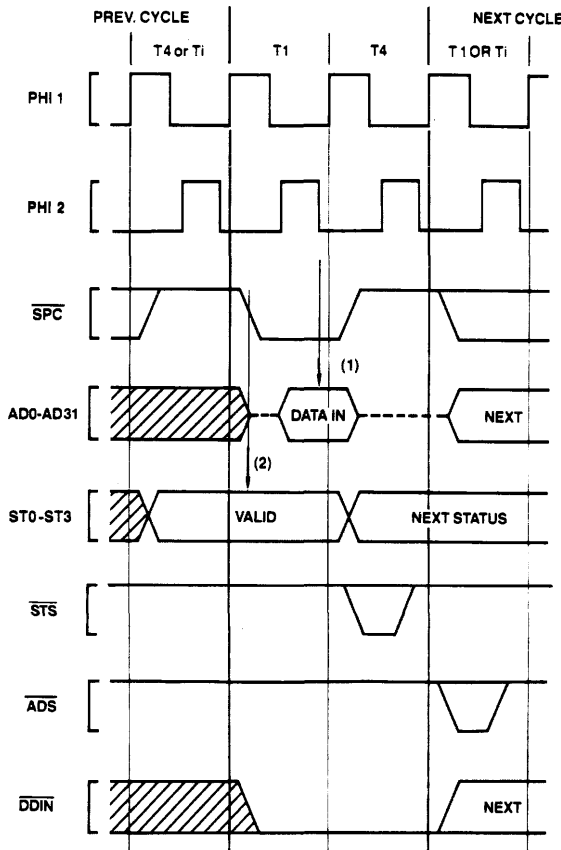 PREV. CYCLE NEXT CYCLE
T4 or Ti T1 T4 T1 OR Ti
PHI 1
PHI 2
SPC
(1)
AD0-AD31 DATA IN NEXT
(2)
ST0-ST3 VALID NEXT STATUS
STS
ADS
DDIN NEXT